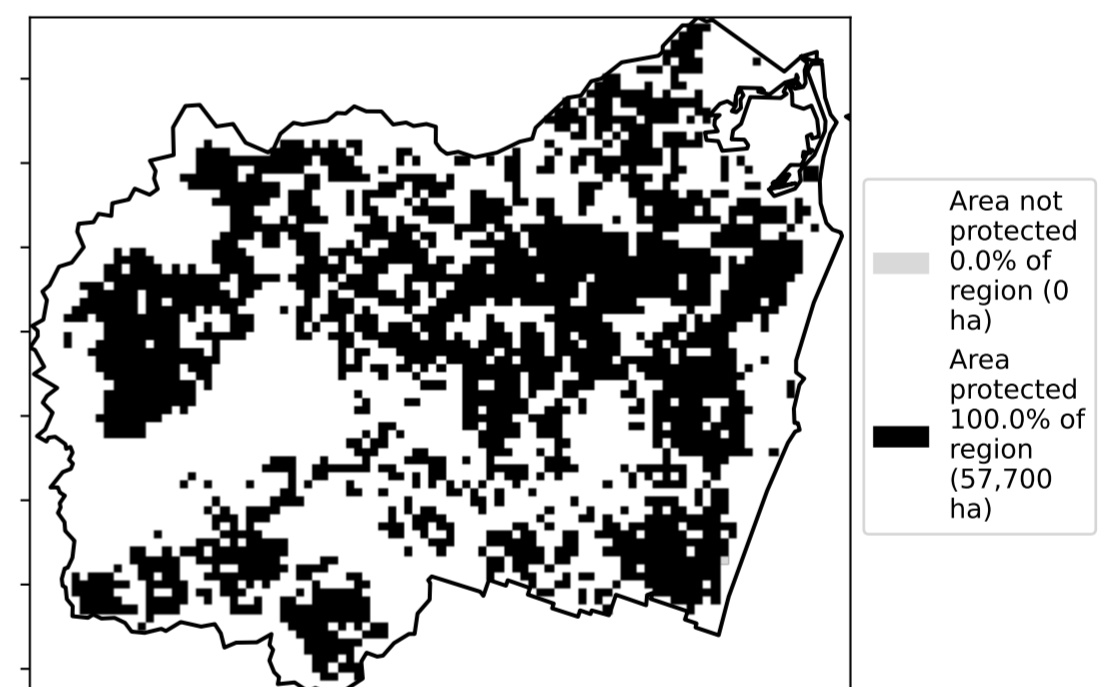 Area not
protected
0.0% of
region (0
ha)
Area
protected
100.0% of
region
(57,700
ha)